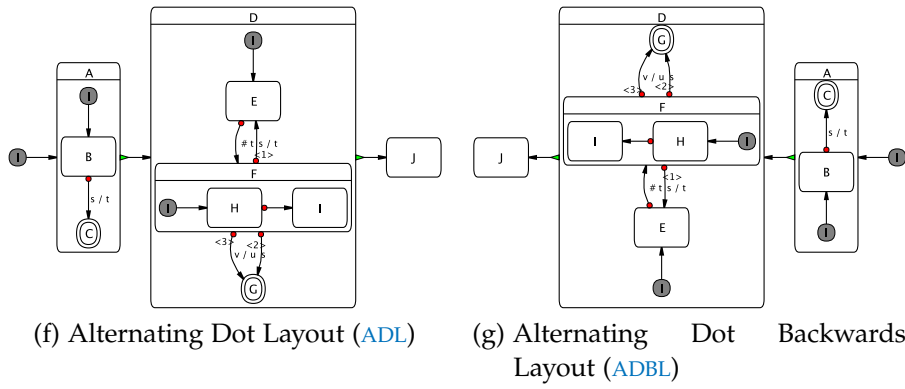 D
I
A
I
E
# t s / t
<1>
I
B
J
F
s / t
I
H
I
C
<3>
<2>
v / u s
G
(f) Alternating Dot Layout (ADL)
D
G
v / u s
<3>
<2>
A
C
F
s / t
J
I
H
I
I
B
<1>
# t s / t
E
I
I
(g) Alternating Dot Backwards
Layout (ADBL)